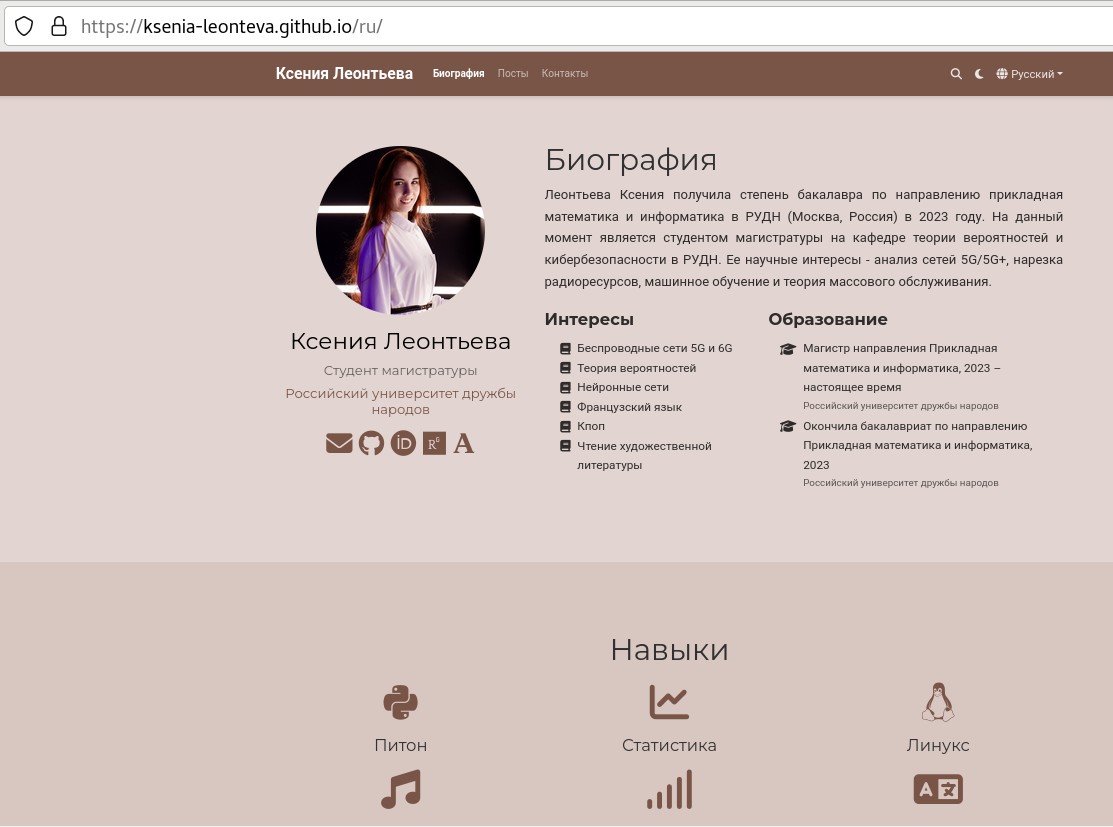 https://ksenia-leonteva.github.io/ru/
Ксения Леонтьева
Биография Посты Контакты
Русский
Ксения Леонтьева
Студент магистратуры
Российский университет дружбы
народов
iD
R⁶
Биография
Леонтьева Ксения получила степень бакалавра по направлению прикладная
математика и информатика в РУДН (Москва, Россия) в 2023 году. На данный
момент является студентом магистратуры на кафедре теории вероятностей и
кибербезопасности в РУДН. Ее научные интересы - анализ сетей 5G/5G+, нарезка
радиоресурсов, машинное обучение и теория массового обслуживания.
Интересы
Беспроводные сети 5G и 6G
Теория вероятностей
Нейронные сети
Французский язык
Кпоп
Чтение художественной
литературы
Образование
Магистр направления Прикладная
математика и информатика, 2023 –
настоящее время
Российский университет дружбы народов
Окончила бакалавриат по направлению
Прикладная математика и информатика,
2023
Российский университет дружбы народов
Навыки
Питон
Статистика
Линукс